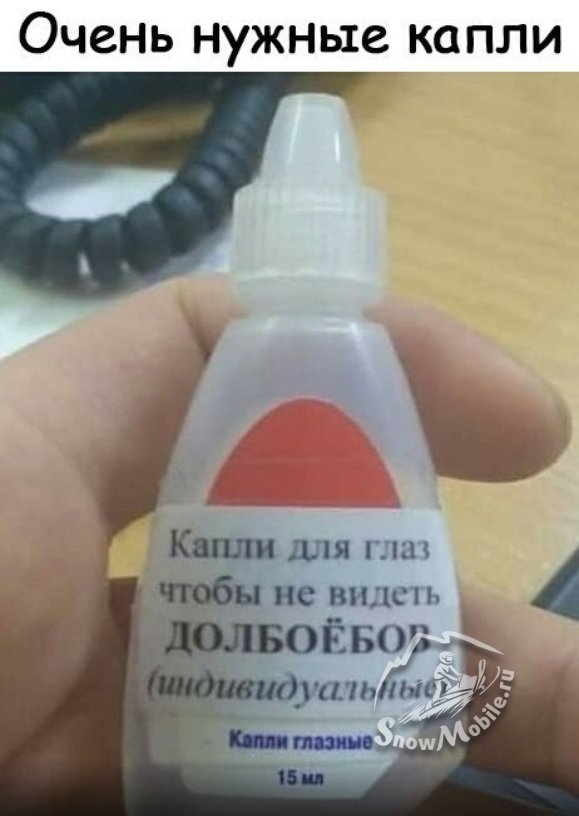 Очень нужные капли
Капли для глаз
чтобы не видеть
ДОЛБОЁБОВ
(индивидуальные)
Капли глазные
15 мл
SnowMobile.ru